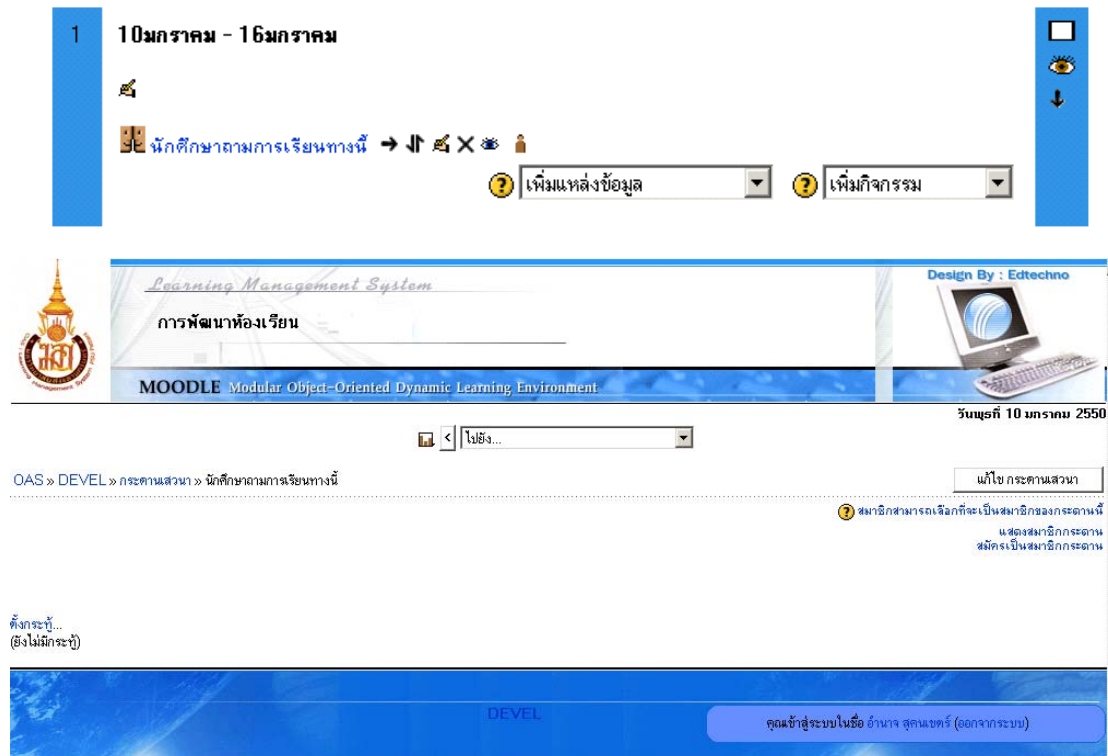 1 10มกราคม - 16มกราคม
นักศึกษาถามการเรียนทางนี้
? เพิ่มแหล่งข้อมูล ? เพิ่มกิจกรรม
Learning Management System
Design By : Edtechno
การพัฒนาห้องเรียน
มอ
MOODLE Modular Object-Oriented Dynamic Learning Environment
วันพุธที่ 10 มกราคม 2550
< ไปยัง...
OAS » DEVEL » กระดานเสวนา » นักศึกษาถามการเรียนทางนี้
แก้ไข กระดานเสวนา
? สมาชิกสามารถเลือกที่จะเป็นสมาชิกของกระดานนี้
แสดงสมาชิกกระดาน
สมัครเป็นสมาชิกกระดาน
ตั้งกระทู้...
(ยังไม่มีกระทู้)
DEVEL
คุณเข้าสู่ระบบในชื่อ อำนาจ สุคนเขตร์ (ออกจากระบบ)